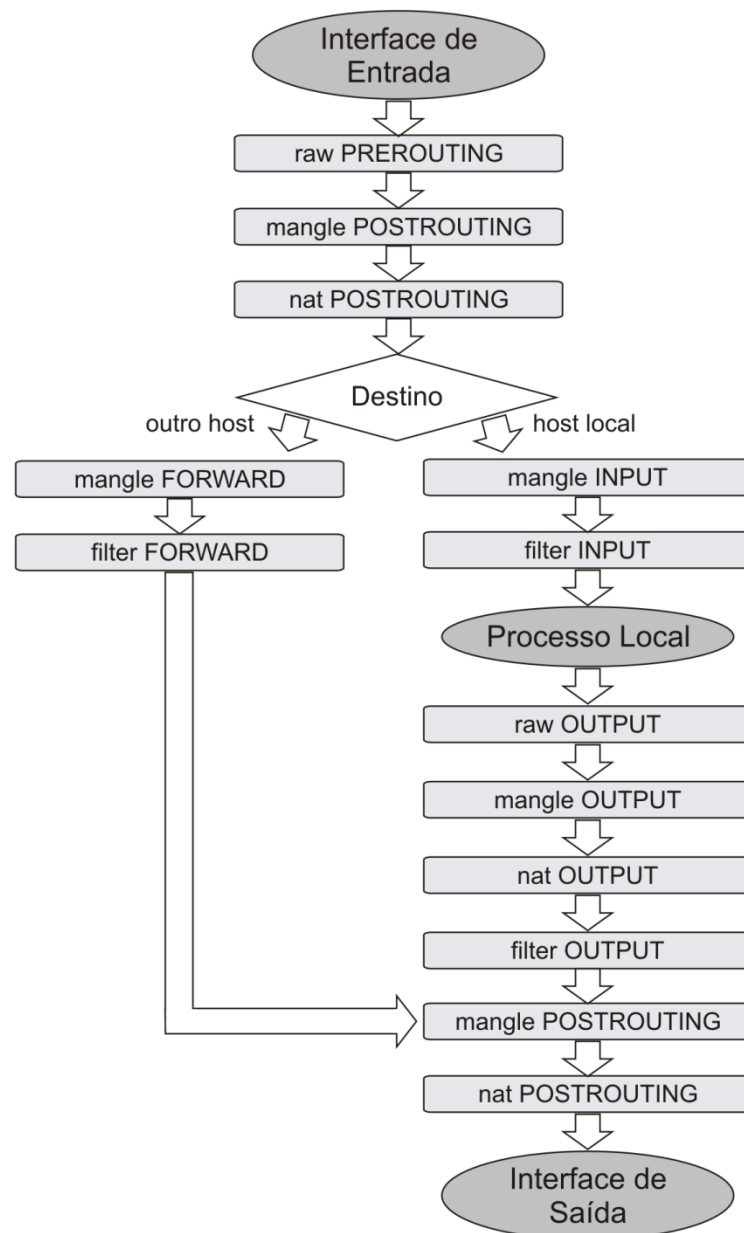 Interface de
Entrada
raw PREROUTING
mangle POSTROUTING
nat POSTROUTING
Destino
outro host
host local
mangle FORWARD
mangle INPUT
filter FORWARD
filter INPUT
Processo Local
raw OUTPUT
mangle OUTPUT
nat OUTPUT
filter OUTPUT
mangle POSTROUTING
nat POSTROUTING
Interface de
Saída